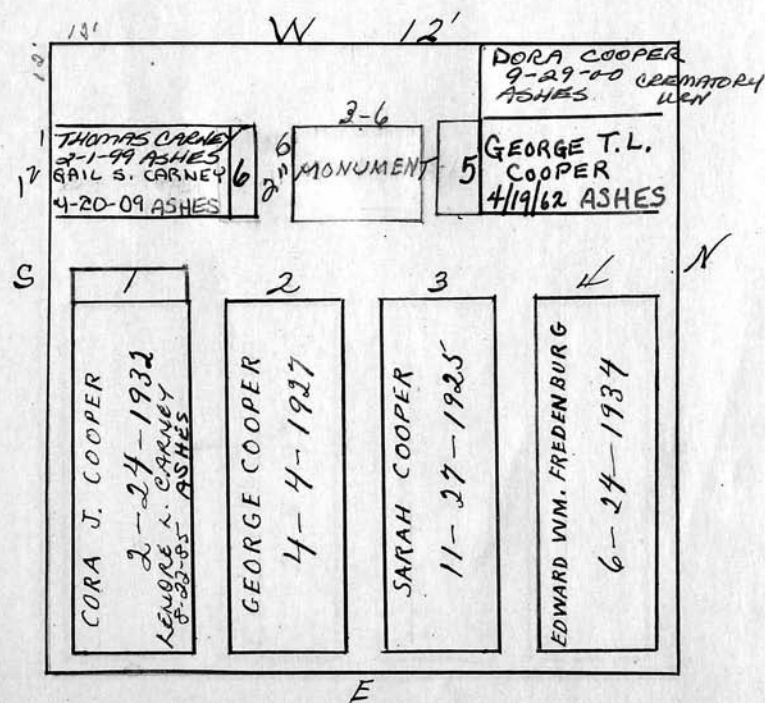 12'
12'
W
12'
DORA COOPER
9-29-00 CREMATORY
ASHES URN
3-6
THOMAS CARNEY
2-1-99 ASHES
GAIL S. CARNEY
4-20-09 ASHES
6
12
6
2"
MONUMENT
5
GEORGE T.L.
COOPER
4/19/62 ASHES
S
N
1
2
3
4
CORA J. COOPER
2-24-1932
LENORE L. CARNEY
8-22-85 ASHES
GEORGE COOPER
4-4-1927
SARAH COOPER
11-27-1925
EDWARD WM. FREDENBURG
6-24-1934
E